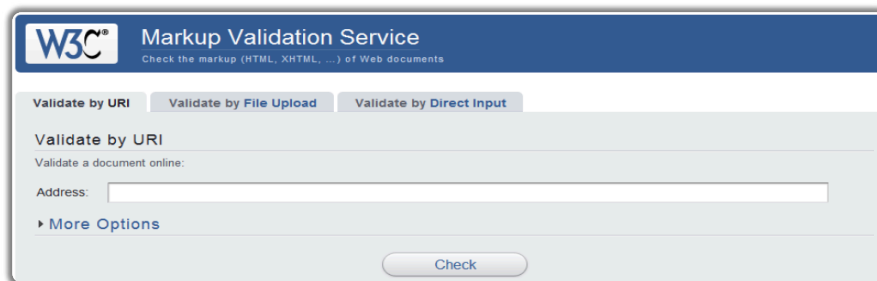 W3C®
Markup Validation Service
Check the markup (HTML, XHTML, ...) of Web documents
Validate by URI
Validate by File Upload
Validate by Direct Input
Validate by URI
Validate a document online:
Address:
More Options
Check